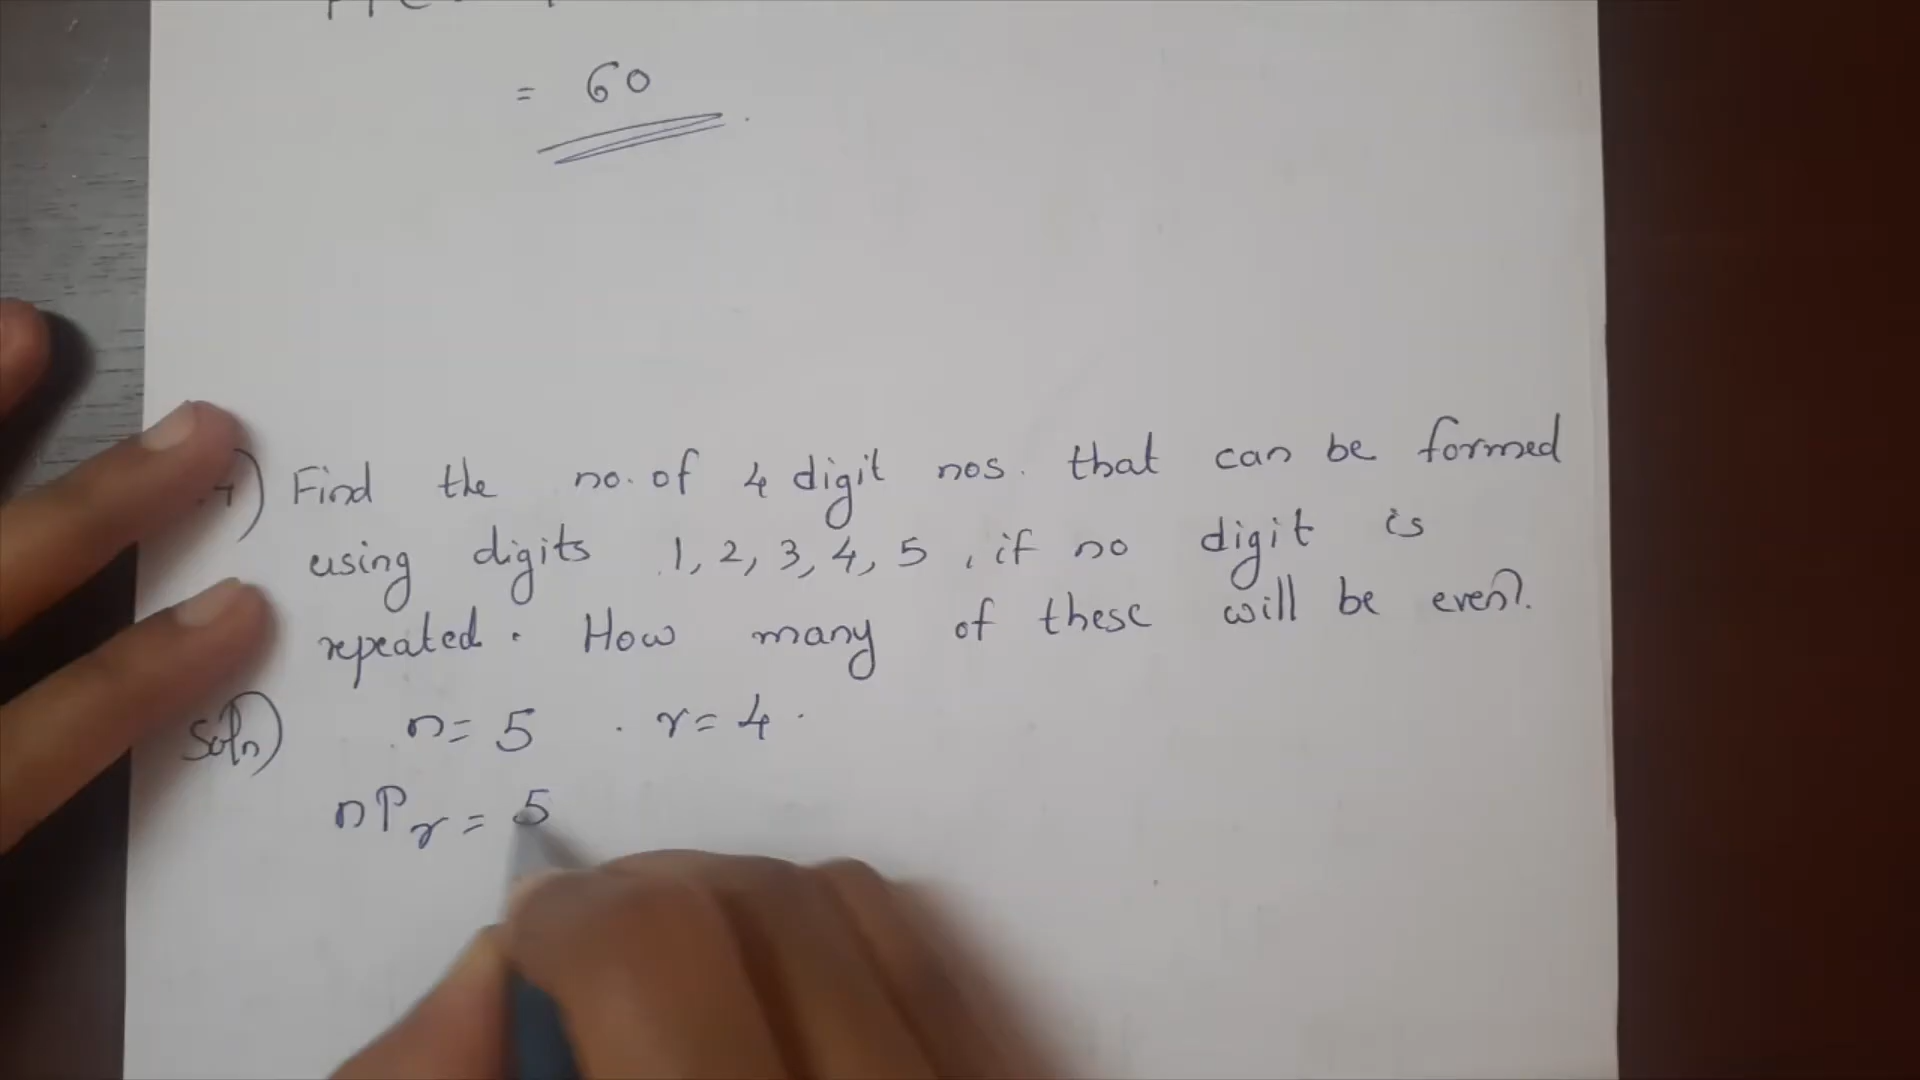 = 60
4) Find the no. of 4 digit nos. that can be formed
using digits 1, 2, 3, 4, 5, if no digit is
repeated. How many of these will be even?
Soln) n = 5 . r = 4 .
nPr = 5